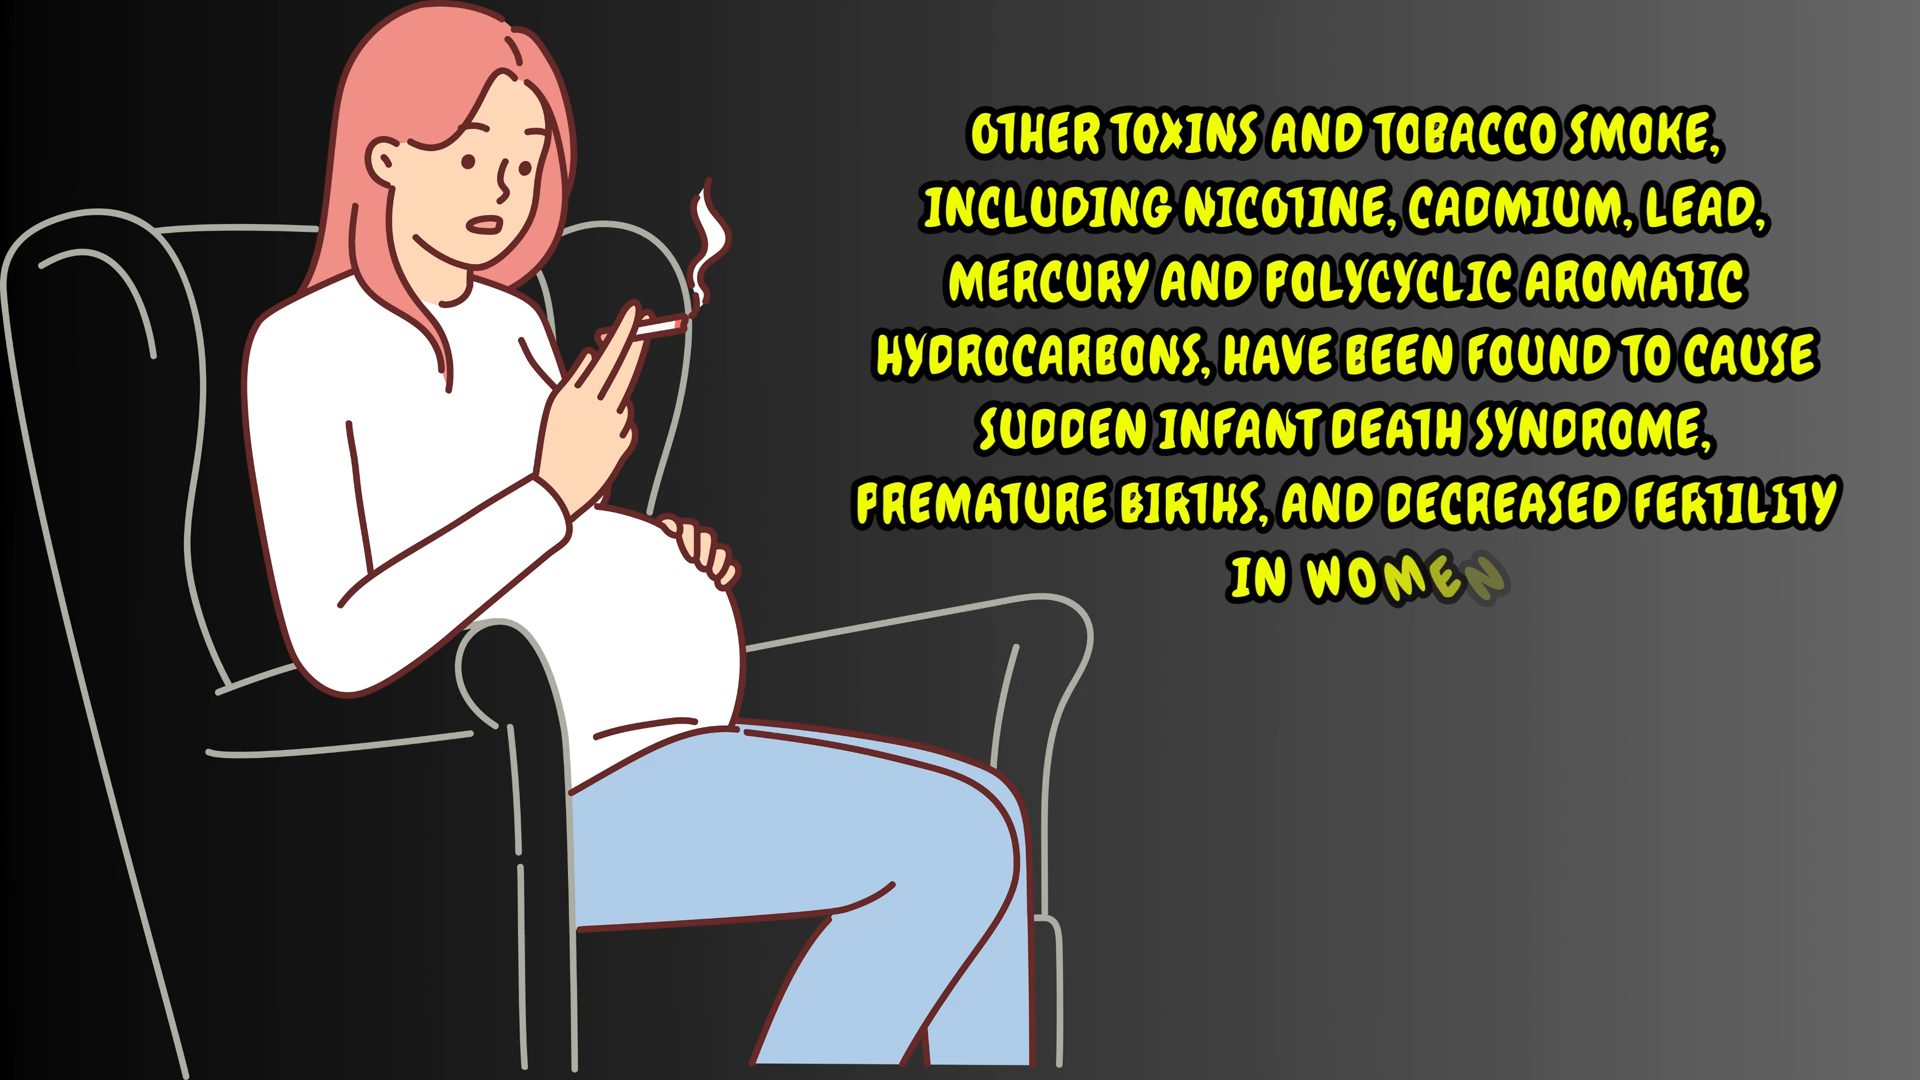 OTHER TOXINS AND TOBACCO SMOKE,
INCLUDING NICOTINE, CADMIUM, LEAD,
MERCURY AND POLYCYCLIC AROMATIC
HYDROCARBONS, HAVE BEEN FOUND TO CAUSE
SUDDEN INFANT DEATH SYNDROME,
PREMATURE BIRTHS, AND DECREASED FERTILITY
IN WOMEN